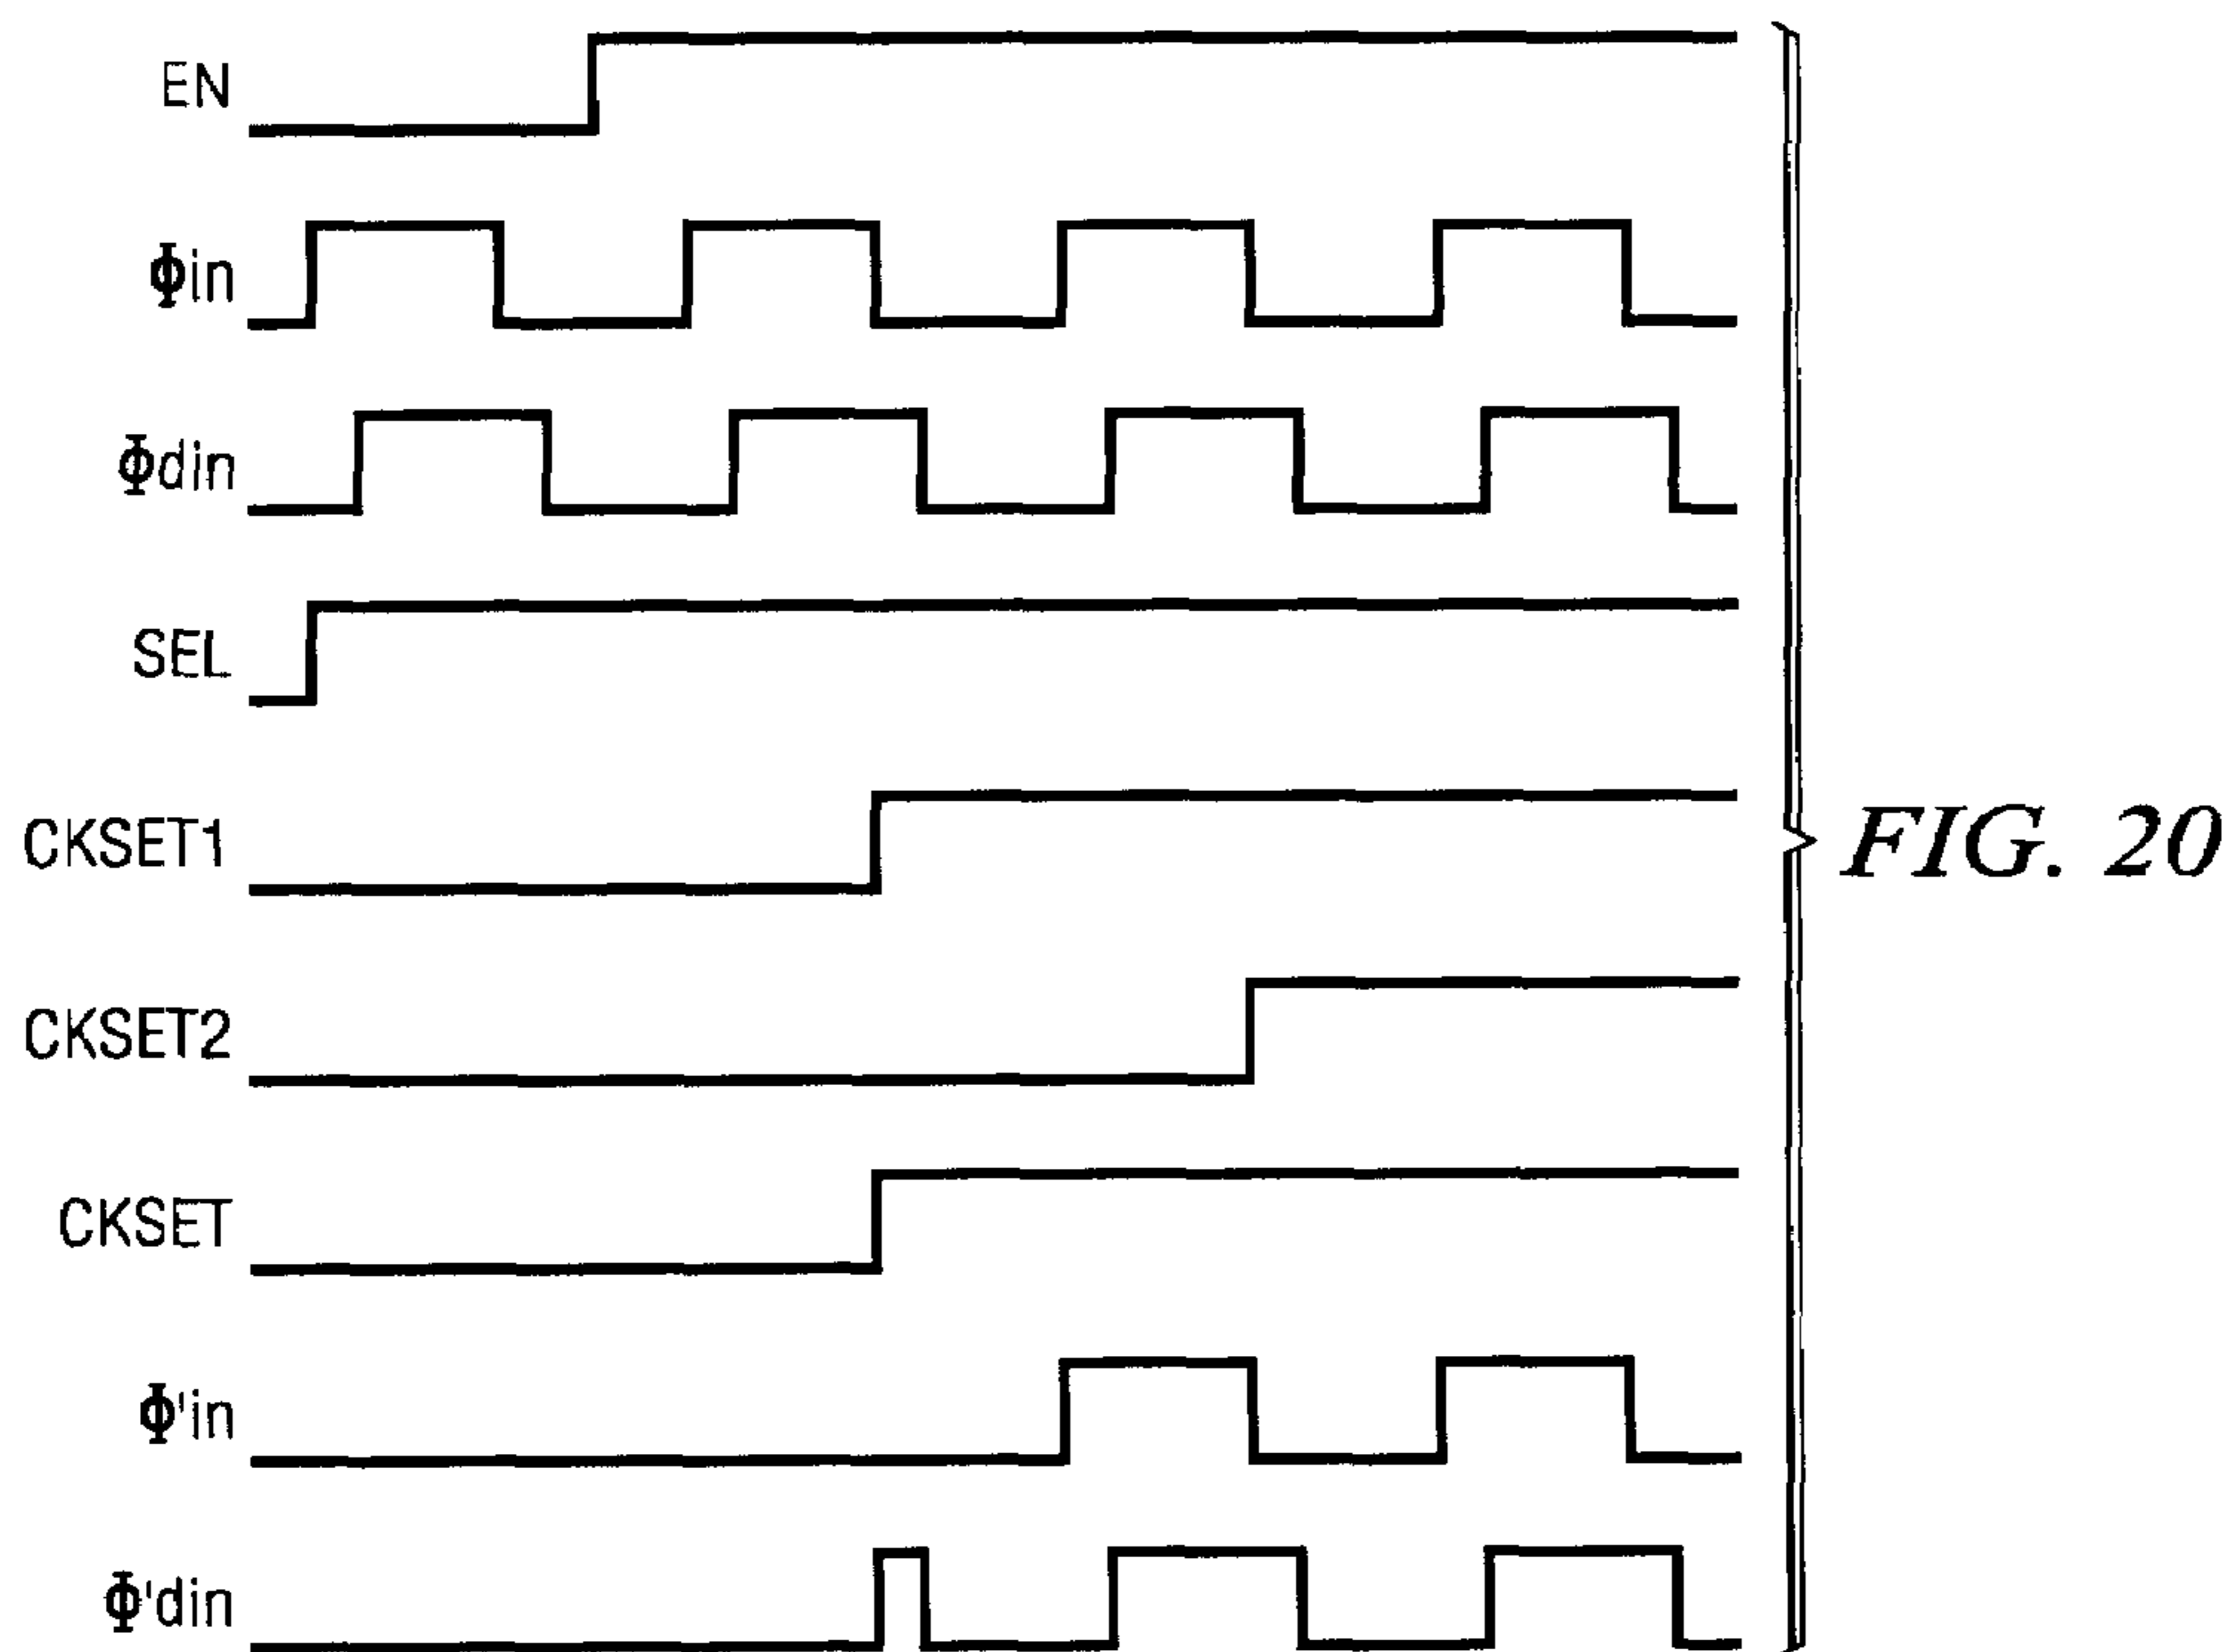 EN
Φin
Φdin
SEL
CKSET1
CKSET2
CKSET
Φ'in
Φ'din
FIG. 20